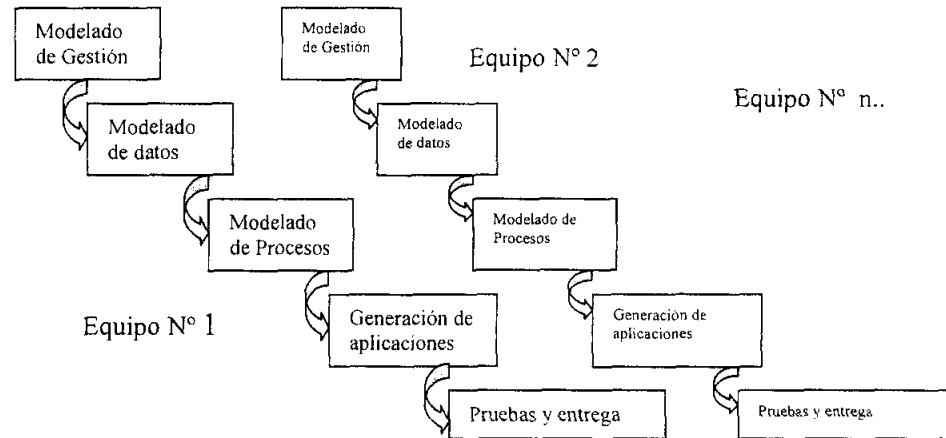 Modelado
de Gestión
Modelado
de Gestión
Equipo Nº 2
Equipo Nº n..
Modelado
de datos
Modelado
de datos
Modelado
de Procesos
Modelado de
Procesos
Equipo Nº 1
Generación de
aplicaciones
Generación de
aplicaciones
Pruebas y entrega
Pruebas y entrega